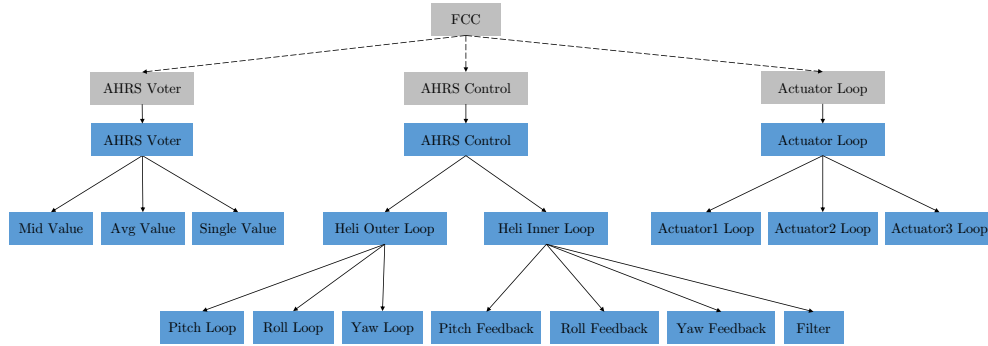 FCC
AHRS Voter
AHRS Control
Actuator Loop
AHRS Voter
AHRS Control
Actuator Loop
Mid Value
Avg Value
Single Value
Heli Outer Loop
Heli Inner Loop
Actuator1 Loop
Actuator2 Loop
Actuator3 Loop
Pitch Loop
Roll Loop
Yaw Loop
Pitch Feedback
Roll Feedback
Yaw Feedback
Filter